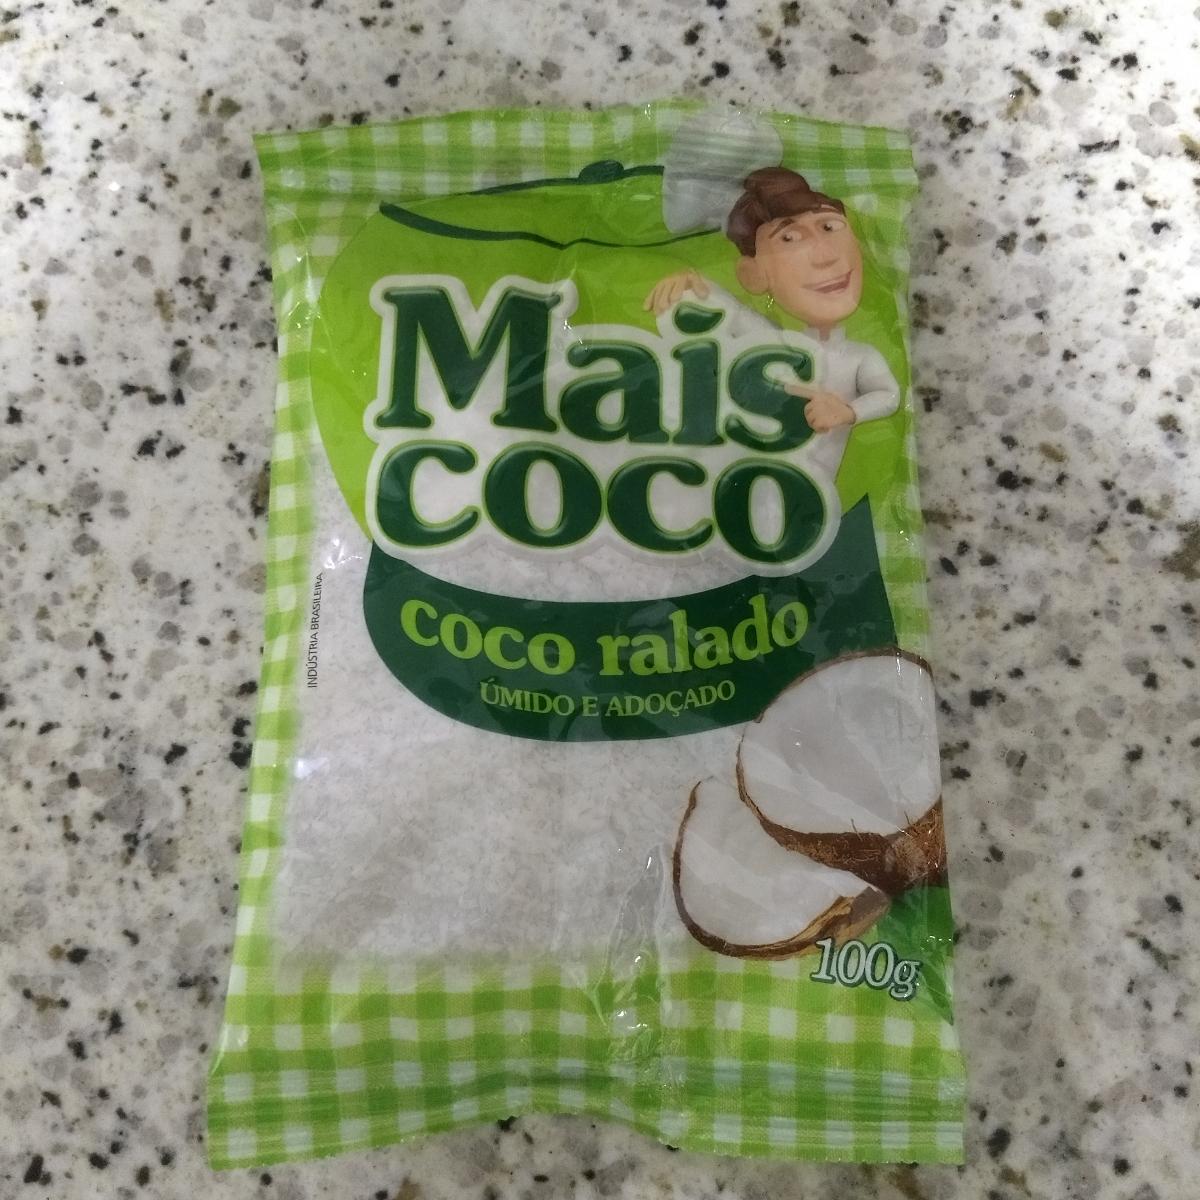 Mais
coco
coco ralado
ÚMIDO E ADOÇADO
INDÚSTRIA BRASILEIRA
100g